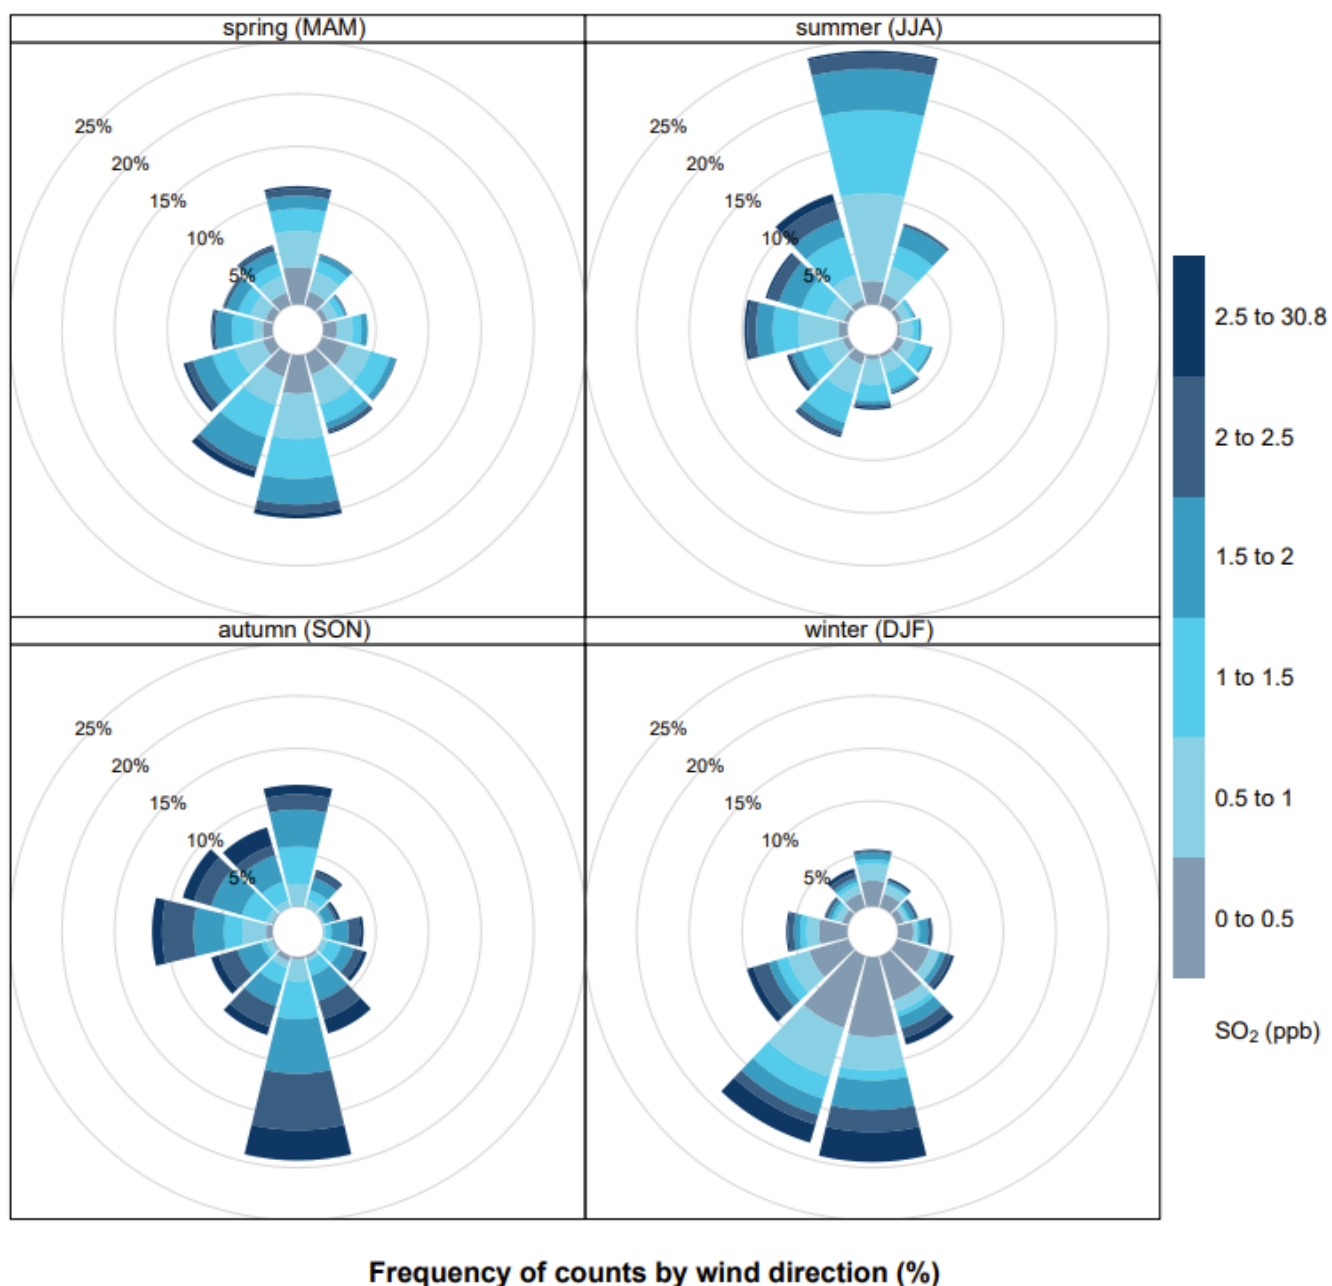 spring (MAM)
summer (JJA)
25%
20%
15%
10%
5%
25%
20%
15%
10%
5%
autumn (SON)
winter (DJF)
25%
20%
15%
10%
5%
25%
20%
15%
10%
5%
2.5 to 30.8
2 to 2.5
1.5 to 2
1 to 1.5
0.5 to 1
0 to 0.5
SO₂ (ppb)
Frequency of counts by wind direction (%)